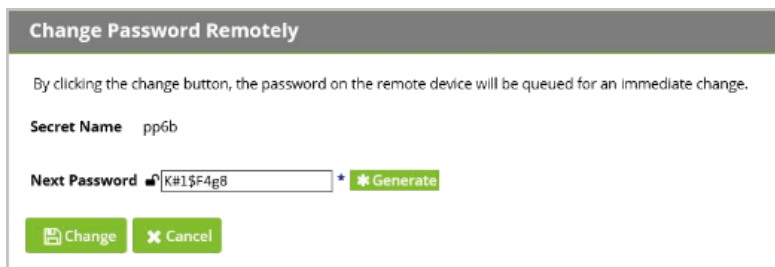 Change Password Remotely
By clicking the change button, the password on the remote device will be queued for an immediate change.
Secret Name pp6b
Next Password K#1$F4g8 * Generate
Change Cancel